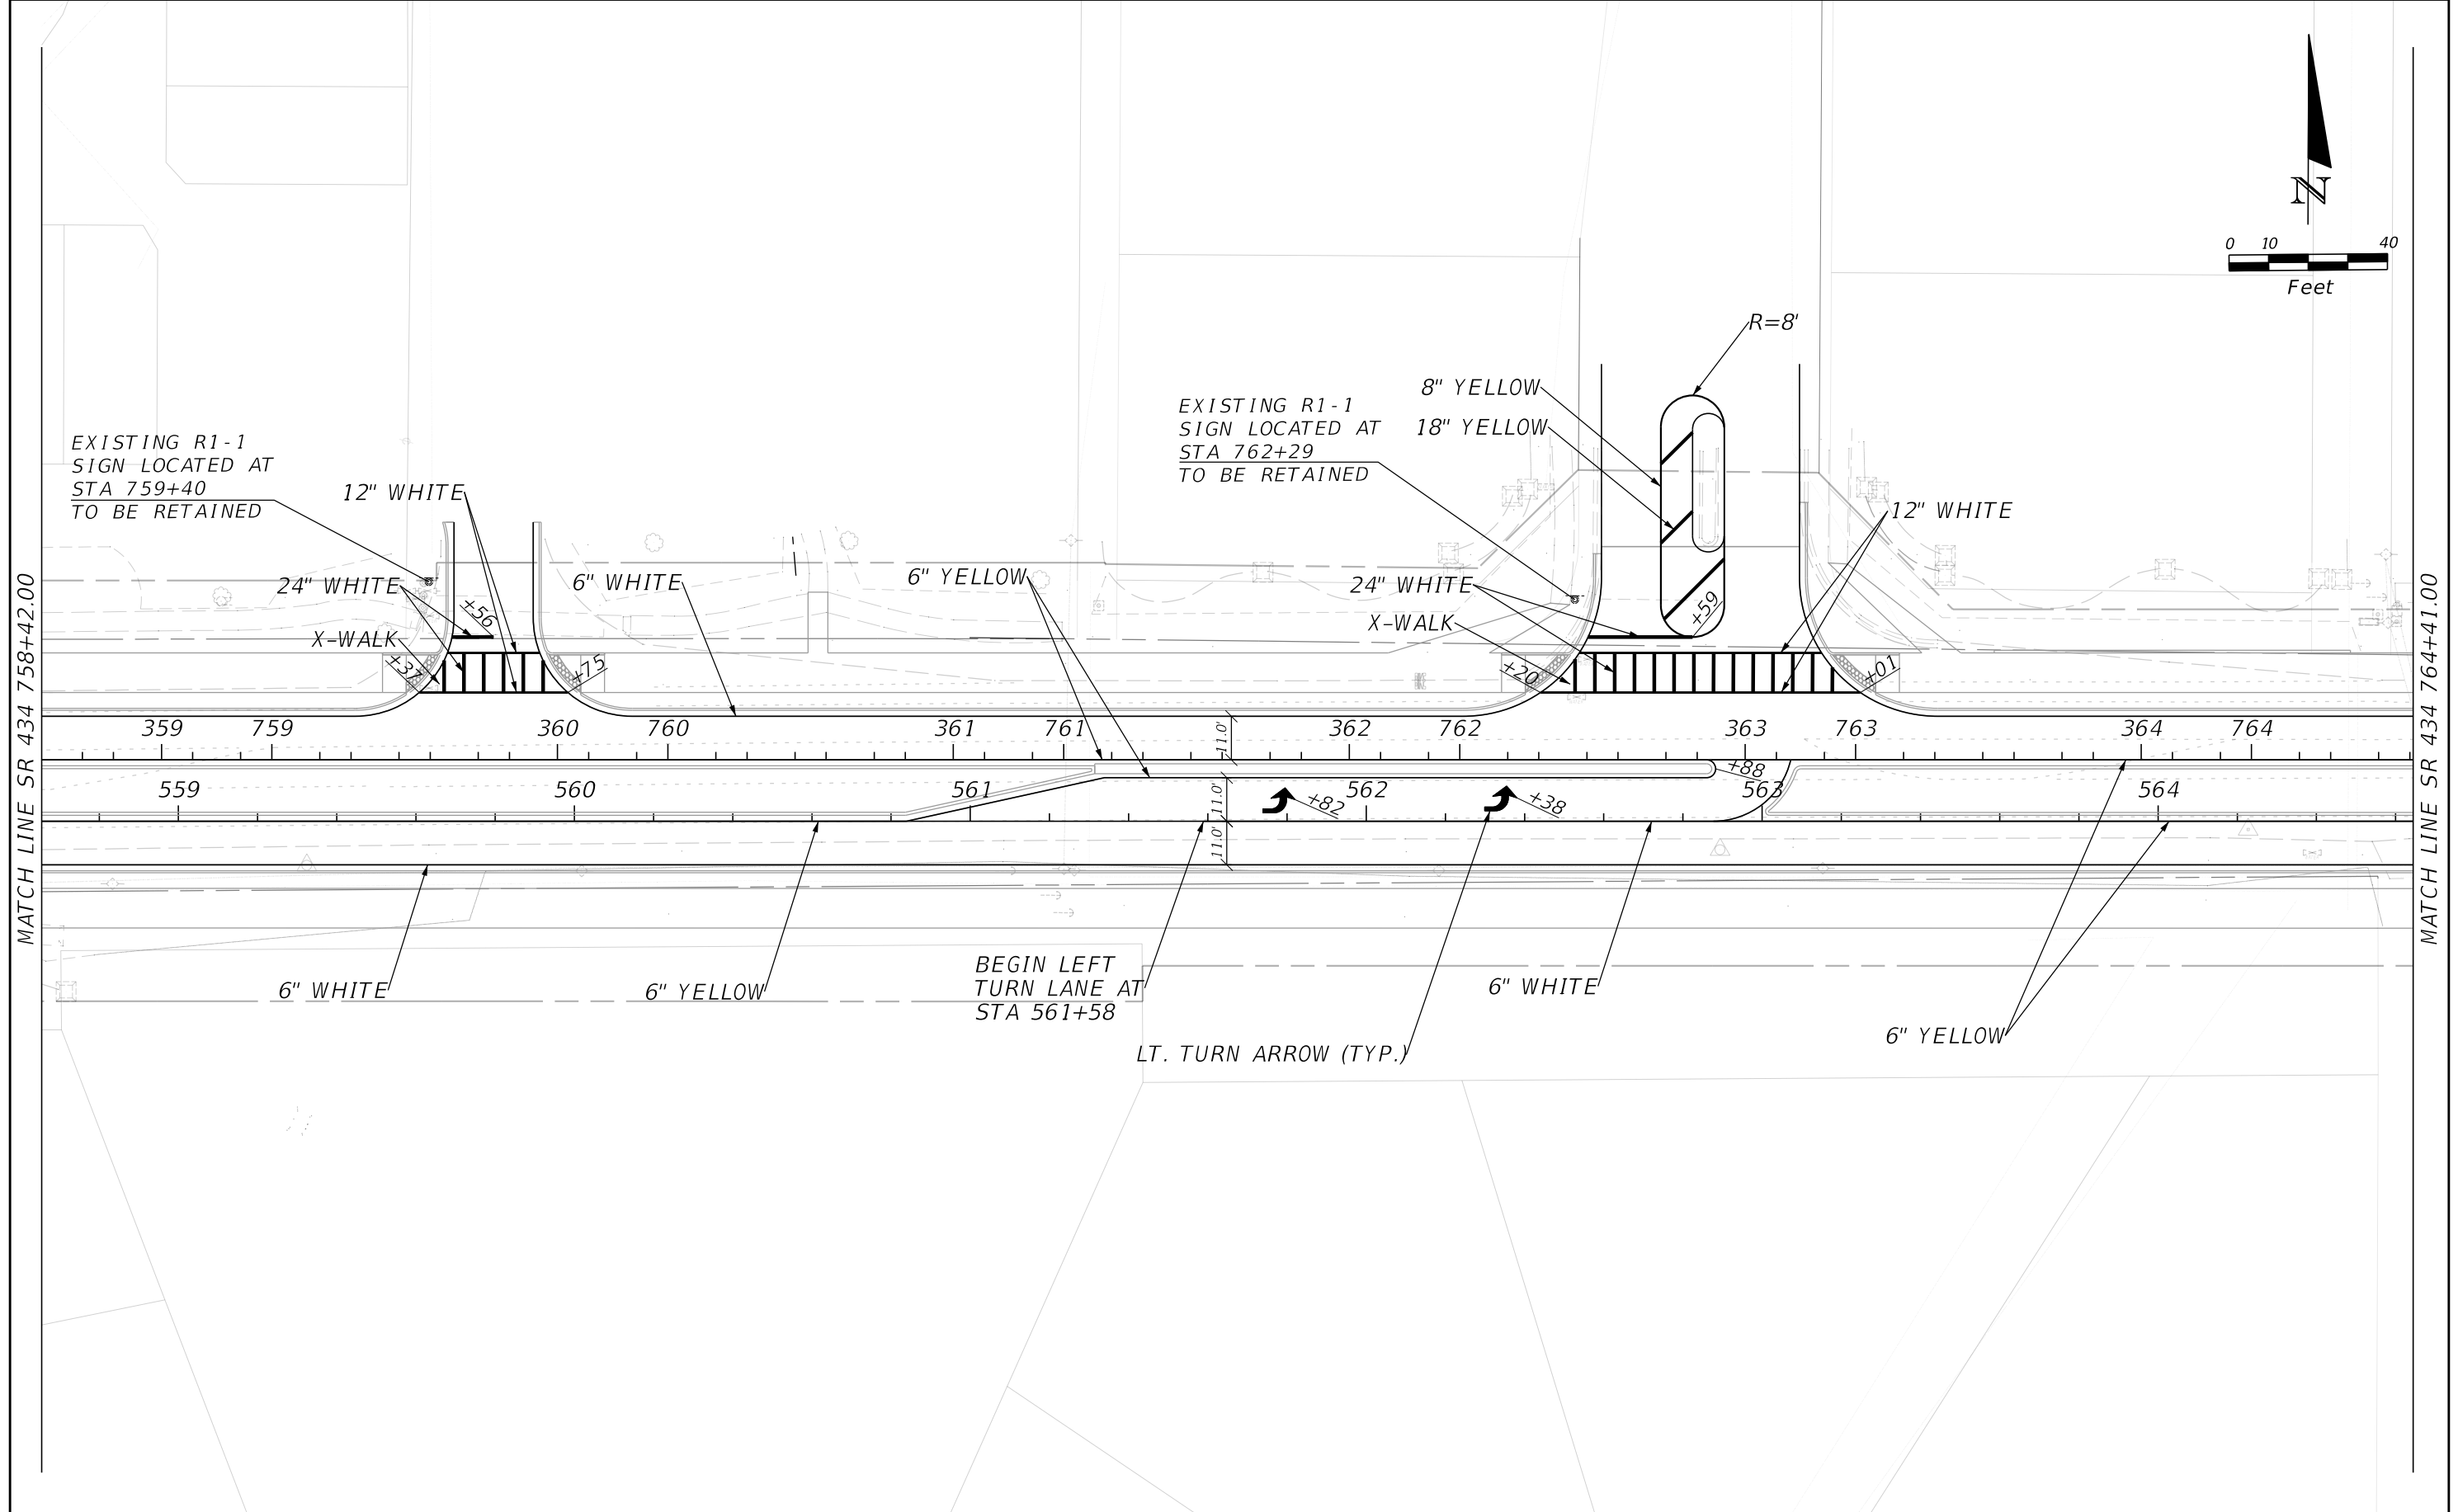 N
0 10 40
Feet
R=8'
8" YELLOW
18" YELLOW
EXISTING R1-1
SIGN LOCATED AT
STA 762+29
TO BE RETAINED
EXISTING R1-1
SIGN LOCATED AT
STA 759+40
TO BE RETAINED
12" WHITE
12" WHITE
24" WHITE
+56
6" WHITE
6" YELLOW
24" WHITE
+59
X-WALK
X-WALK
+37
+75
+20
+01
MATCH LINE SR 434 758+42.00
MATCH LINE SR 434 764+41.00
359 759 360 760 361 761 362 762 363 763 364 764
11.0'
+88
559 560 561 562 563 564
11.0'
+82
+38
11.0'
6" WHITE
6" YELLOW
BEGIN LEFT
TURN LANE AT
STA 561+58
6" WHITE
LT. TURN ARROW (TYP.)
6" YELLOW